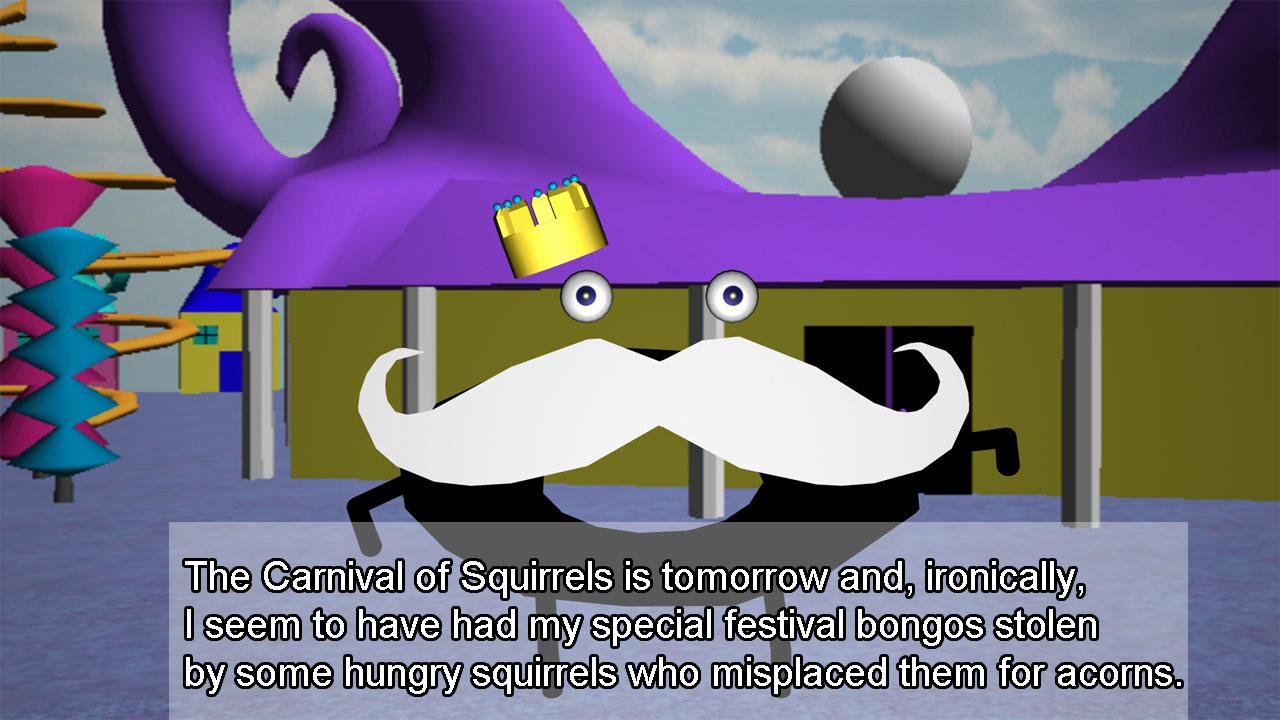 The Carnival of Squirrels is tomorrow and, ironically,
I seem to have had my special festival bongos stolen
by some hungry squirrels who misplaced them for acorns.